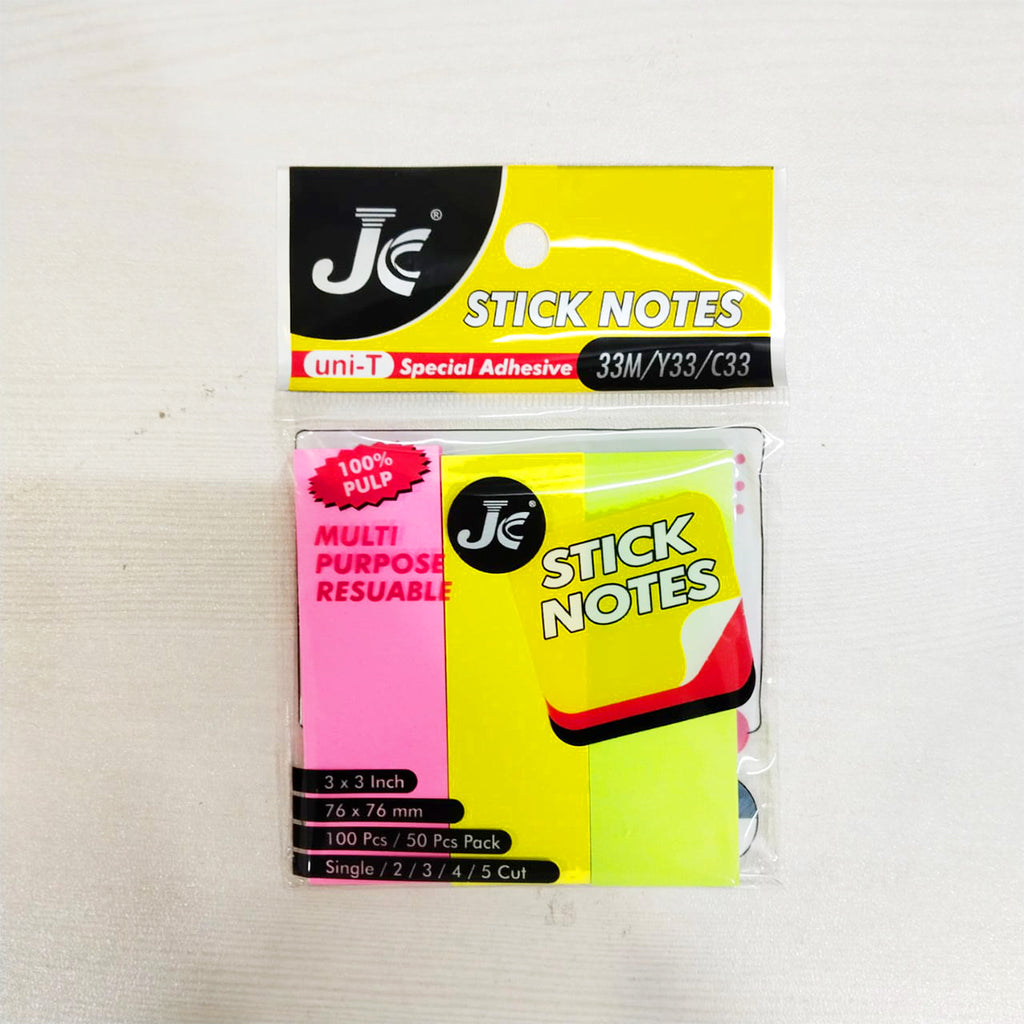 JC®
STICK NOTES
uni-T Special Adhesive 33M/Y33/C33
100%
PULP
MULTI
PURPOSE
RESUABLE
JC®
STICK
NOTES
3 x 3 Inch
76 x 76 mm
100 Pcs / 50 Pcs Pack
Single / 2 / 3 / 4 / 5 Cut